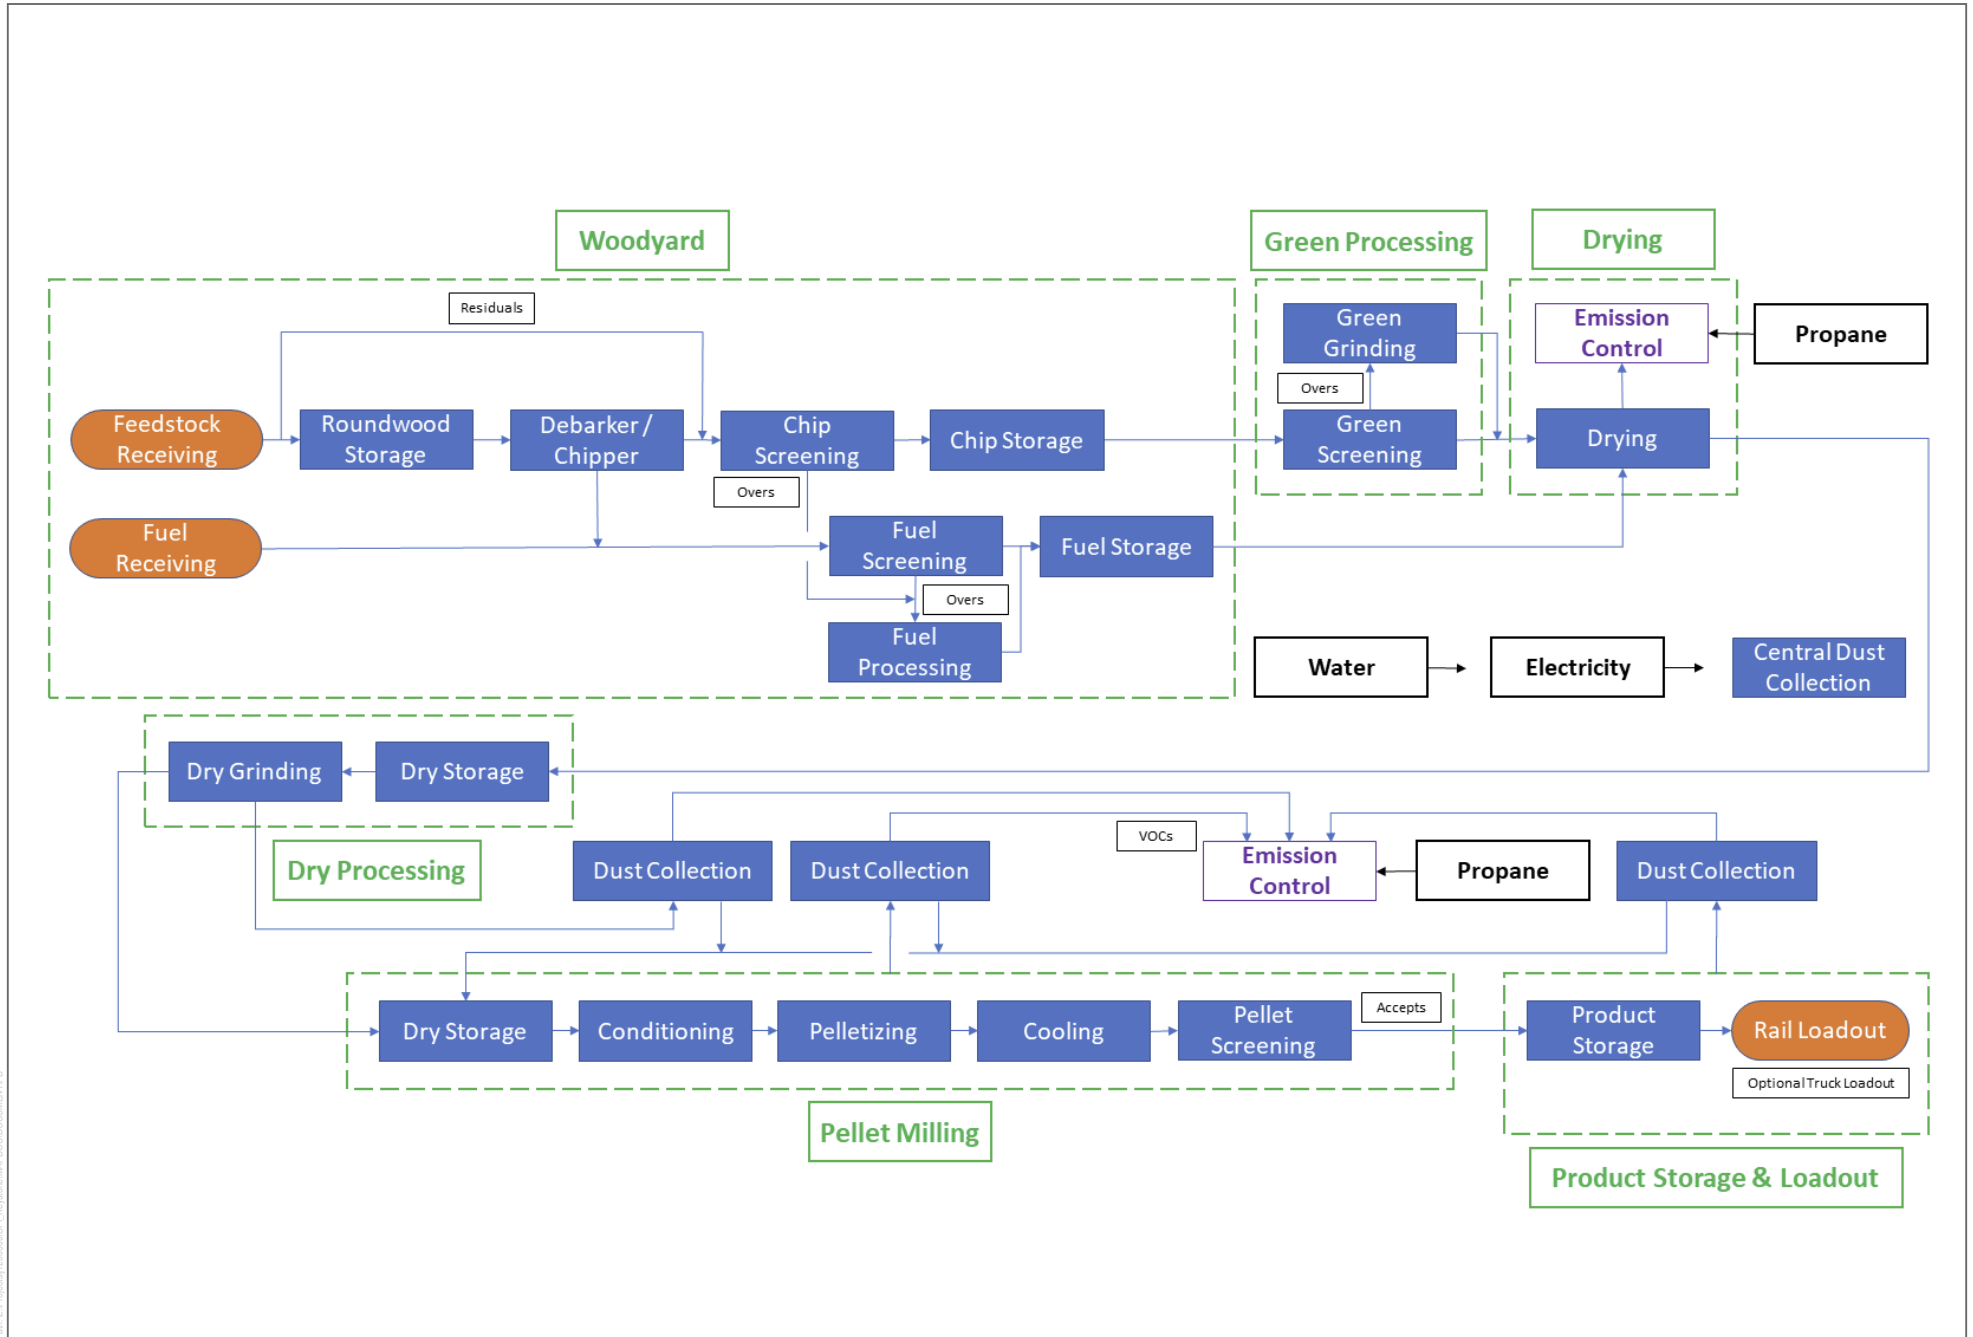 Woodyard
Green Processing
Drying
Residuals
Green
Grinding
Emission
Control
Propane
Overs
Feedstock
Receiving
Roundwood
Storage
Debarker /
Chipper
Chip
Screening
Chip Storage
Green
Screening
Drying
Overs
Fuel
Receiving
Fuel
Screening
Fuel Storage
Overs
Fuel
Processing
Water
Electricity
Central Dust
Collection
Dry Grinding
Dry Storage
Dry Processing
Dust Collection
Dust Collection
VOCs
Emission
Control
Propane
Dust Collection
Dry Storage
Conditioning
Pelletizing
Cooling
Pellet
Screening
Accepts
Product
Storage
Rail Loadout
Optional Truck Loadout
Pellet Milling
Product Storage & Loadout